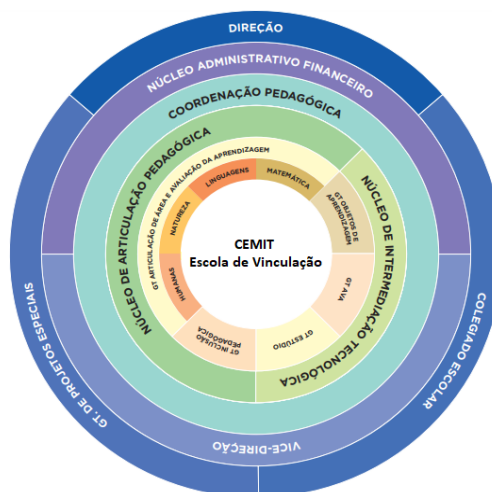 DIREÇÃO
NÚCLEO ADMINISTRATIVO FINANCEIRO
COORDENAÇÃO PEDAGÓGICA
NÚCLEO DE ARTICULAÇÃO PEDAGÓGICA
GT ARTICULAÇÃO DE ÁREA E AVALIAÇÃO DA APRENDIZAGEM
LINGUAGENS
MATEMÁTICA
NATUREZA
HUMANAS
GT OBJETOS DE
APRENDIZAGEM
NÚCLEO DE INTERMEDIAÇÃO TECNOLÓGICA
CEMIT
Escola de Vinculação
GT AVA
GT ESTÚDIO
GT INCLUSÃO
PEDAGÓGICA
VICE-DIREÇÃO
GT. DE PROJETOS ESPECIAIS
COLEGIADO ESCOLAR